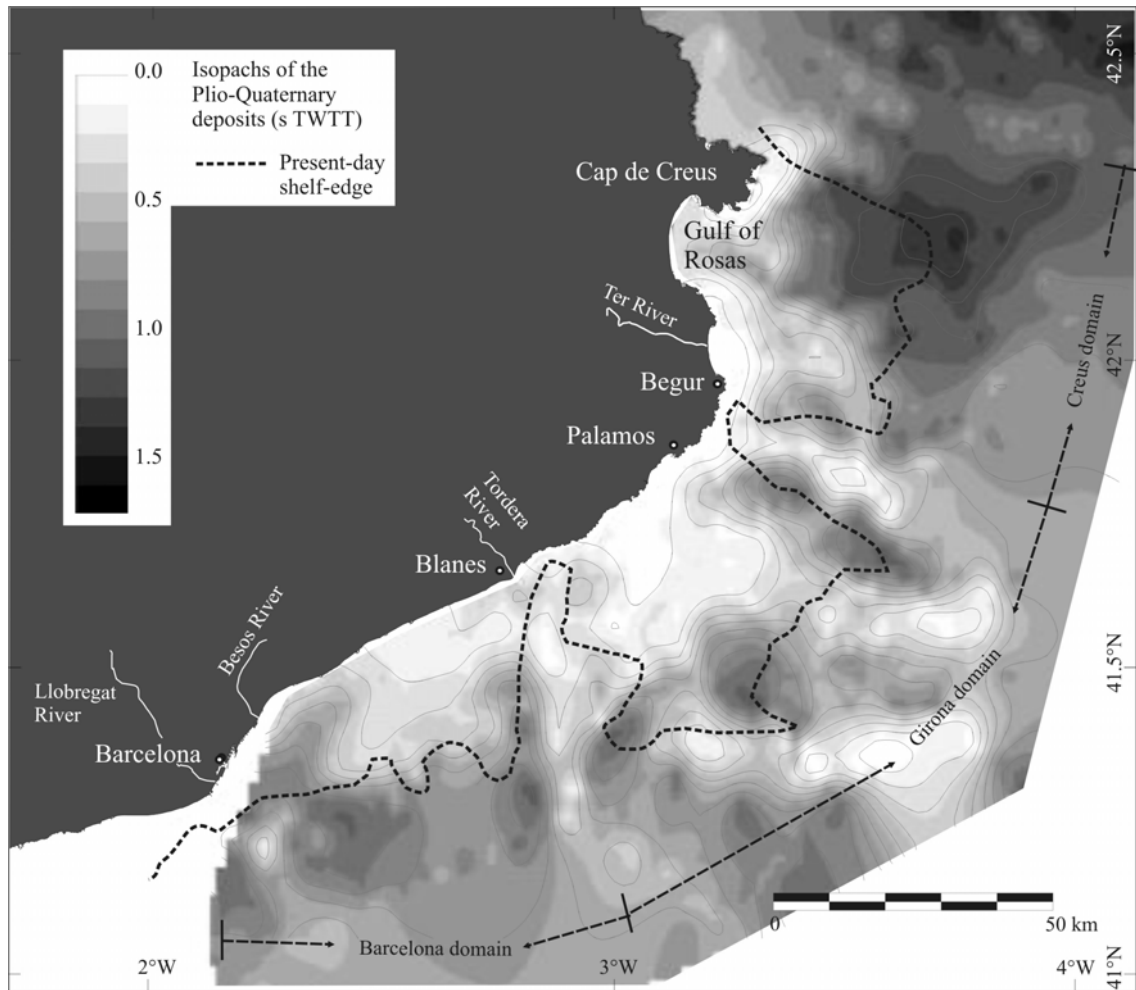 0.0
0.5
1.0
1.5
Isopachs of the
Plio-Quaternary
deposits (s TWTT)
Present-day
shelf-edge
42.5°N
Cap de Creus
Gulf of
Rosas
Ter River
Begur
42°N
Creus domain
Palamos
Tordera
River
Blanes
Besos River
Llobregat
River
Barcelona
41.5°N
Girona domain
Barcelona domain
0
50 km
2°W
3°W
4°W
41°N